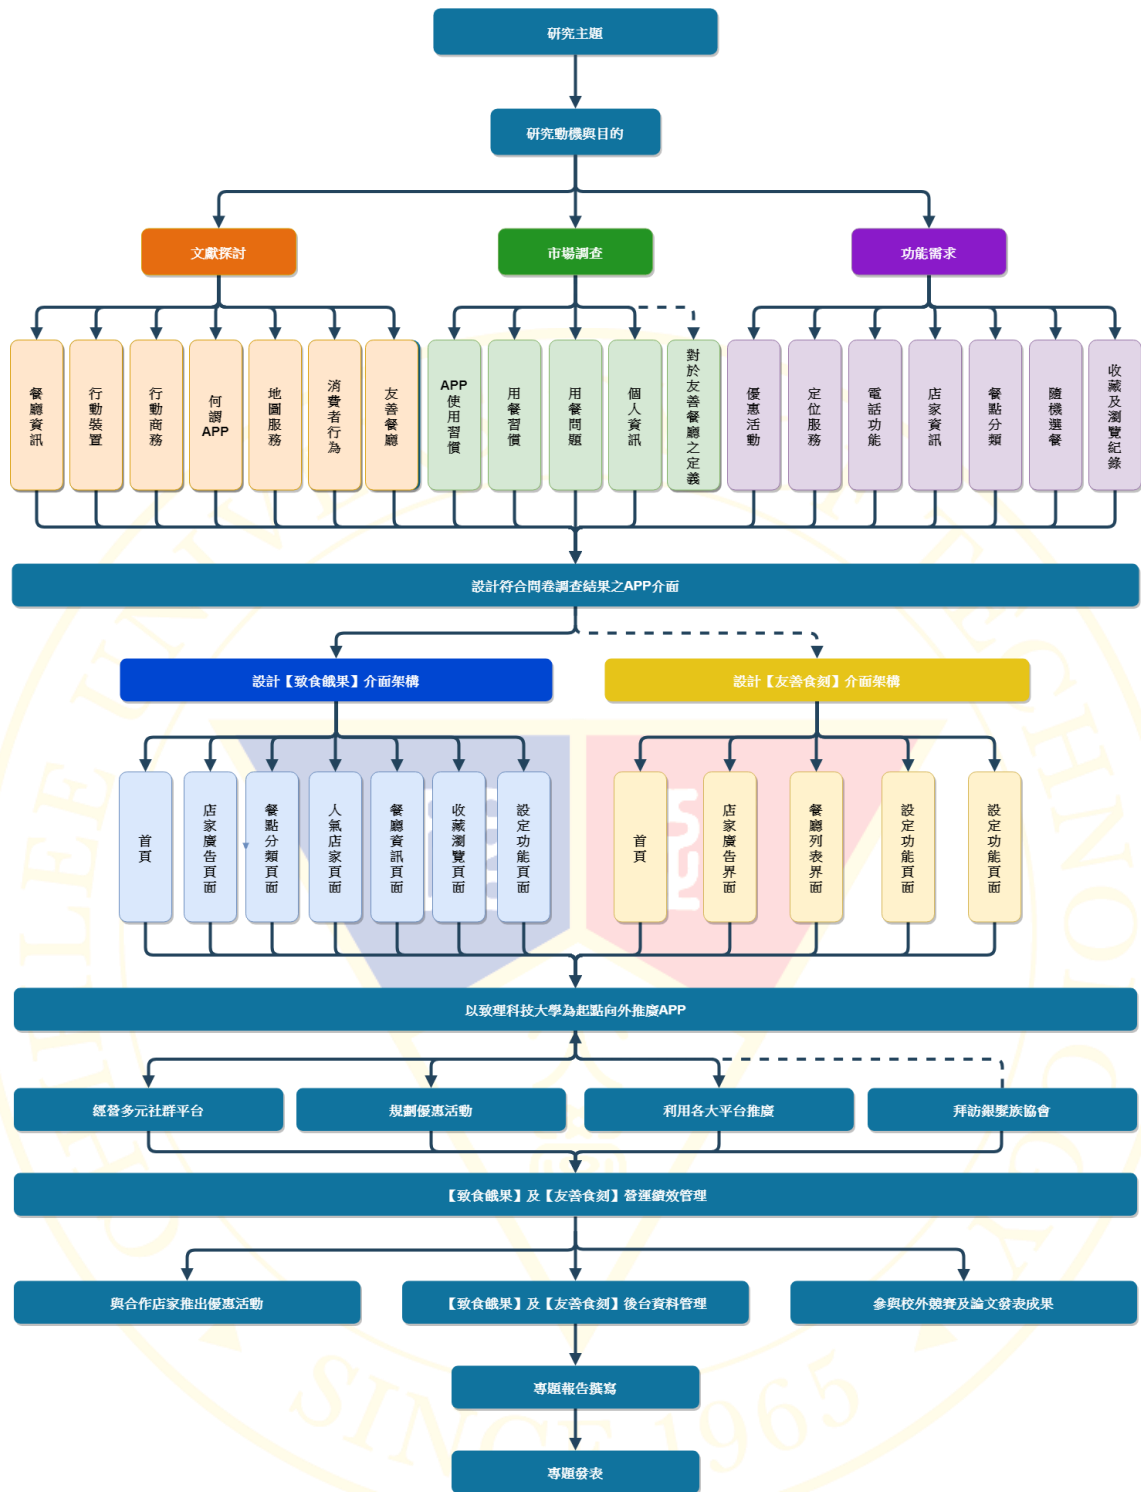 研究主題
研究動機與目的
文獻探討
市場調查
功能需求
餐廳資訊
行動裝置
行動商務
何謂APP
地圖服務
消費者行為
友善餐廳
APP使用習慣
用餐習慣
用餐問題
個人資訊
對於友善餐廳之定義
優惠活動
定位服務
電話功能
店家資訊
餐點分類
隨機選餐
收藏及瀏覽紀錄
設計符合問卷調查結果之APP介面
設計【致食餓果】介面架構
設計【友善食刻】介面架構
首頁
店家廣告頁面
餐點分類頁面
人氣店家頁面
餐廳資訊頁面
收藏瀏覽頁面
設定功能頁面
首頁
店家廣告界面
餐廳列表界面
設定功能頁面
設定功能頁面
以致理科技大學為起點向外推廣APP
經營多元社群平台
規劃優惠活動
利用各大平台推廣
拜訪銀髮族協會
【致食餓果】及【友善食刻】營運績效管理
與合作店家推出優惠活動
【致食餓果】及【友善食刻】後台資料管理
參與校外競賽及論文發表成果
專題報告撰寫
專題發表
SINCE 1965